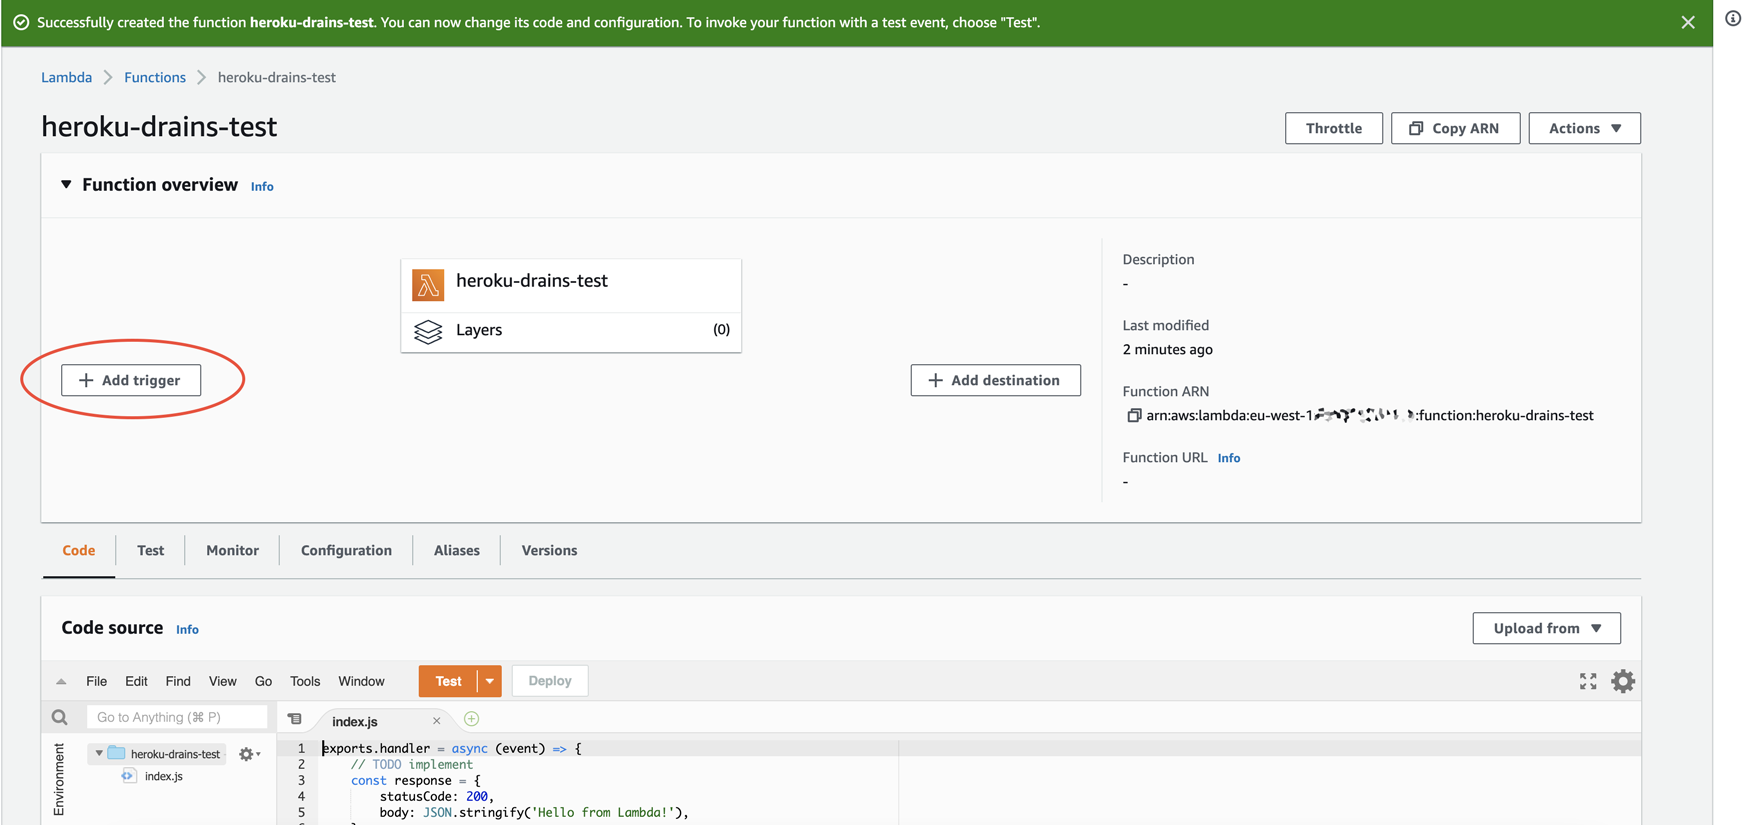 Successfully created the function heroku-drains-test. You can now change its code and configuration. To invoke your function with a test event, choose "Test".
Lambda > Functions > heroku-drains-test
heroku-drains-test
Throttle Copy ARN Actions
Function overview Info
heroku-drains-test
Layers (0)
+ Add trigger
+ Add destination
Description
-
Last modified
2 minutes ago
Function ARN
arn:aws:lambda:eu-west-1 :function:heroku-drains-test
Function URL Info
-
Code Test Monitor Configuration Aliases Versions
Code source Info
Upload from
File Edit Find View Go Tools Window Test Deploy
Go to Anything (⌘ P)
index.js
Environment
heroku-drains-test
index.js
1 exports.handler = async (event) => {
2 // TODO implement
3 const response = {
4 statusCode: 200,
5 body: JSON.stringify('Hello from Lambda!'),